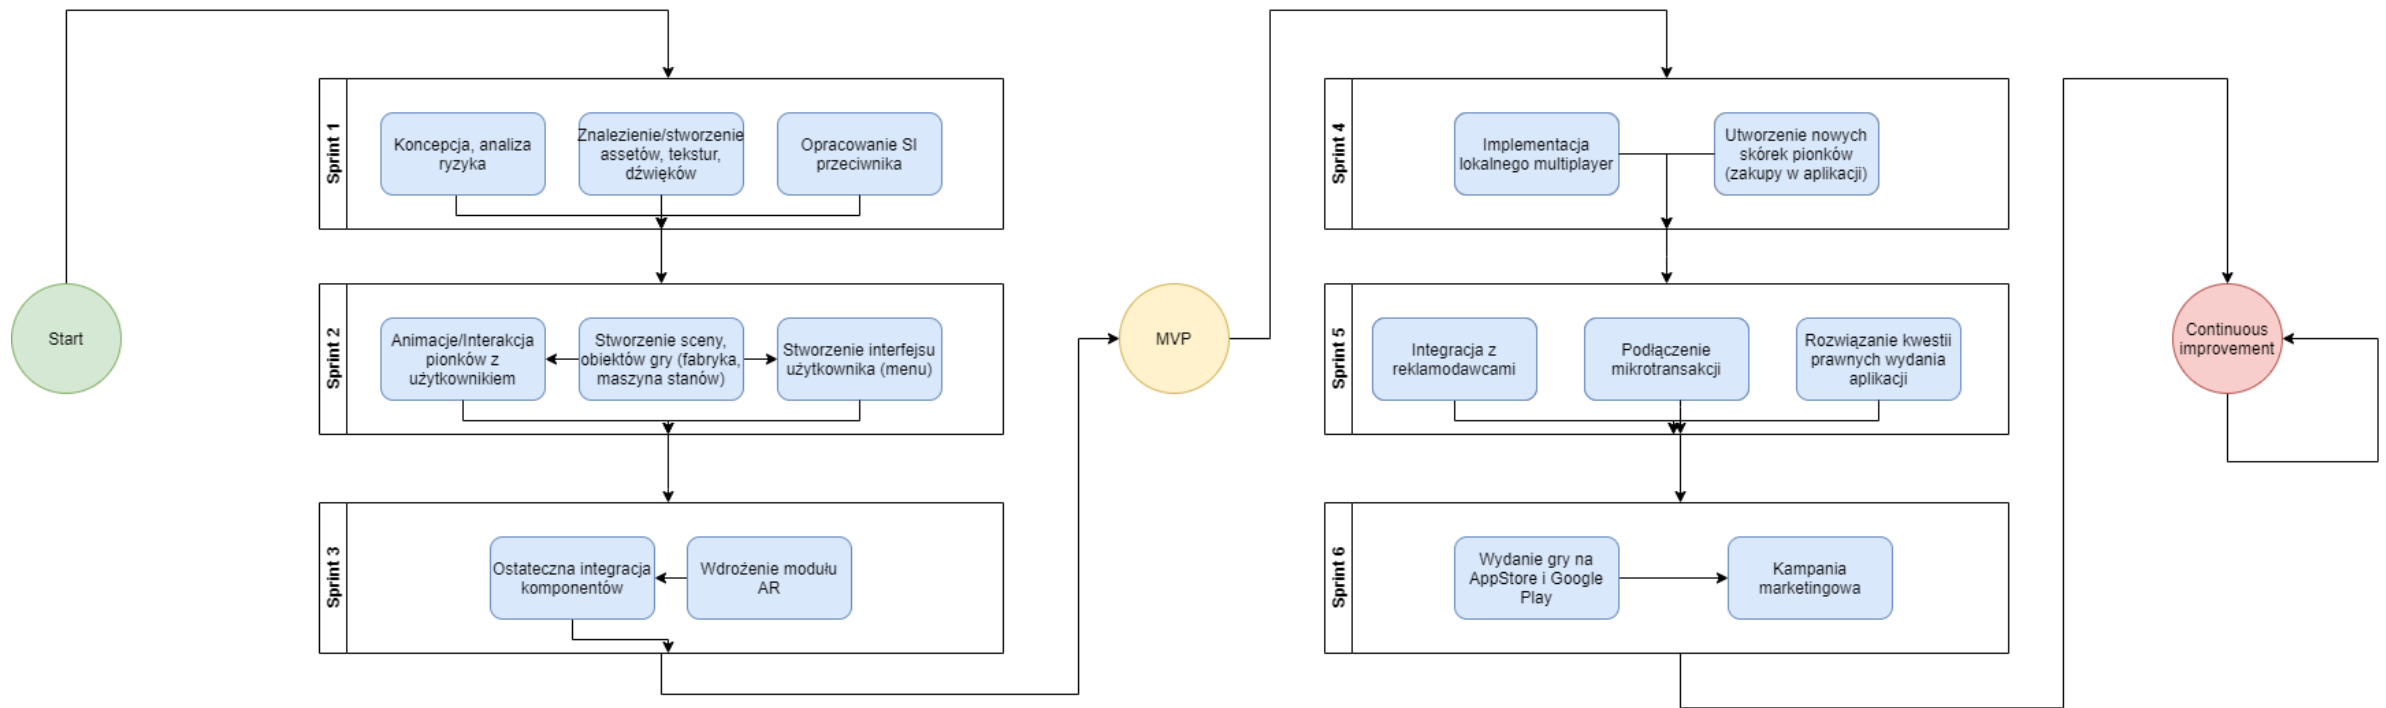 Start
Sprint 1
Koncepcja, analiza
ryzyka
Znalezienie/stworzenie
assetów, tekstur,
dźwięków
Opracowanie SI
przeciwnika
Sprint 2
Animacje/Interakcja
pionków z
użytkownikiem
Stworzenie sceny,
obiektów gry (fabryka,
maszyna stanów)
Stworzenie interfejsu
użytkownika (menu)
Sprint 3
Ostateczna integracja
komponentów
Wdrożenie modułu
AR
MVP
Sprint 4
Implementacja
lokalnego multiplayer
Utworzenie nowych
skórek pionków
(zakupy w aplikacji)
Sprint 5
Integracja z
reklamodawcami
Podłączenie
mikrotransakcji
Rozwiązanie kwestii
prawnych wydania
aplikacji
Sprint 6
Wydanie gry na
AppStore i Google
Play
Kampania
marketingowa
Continuous
improvement